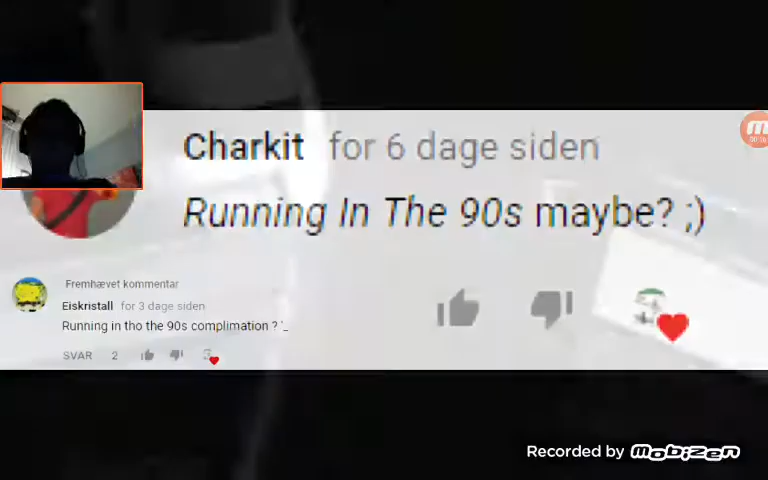 Charkit for 6 dage siden
Running In The 90s maybe? ;)
Fremhævet kommentar
Eiskristall for 3 dage siden
Running in tho the 90s complimation ? '_
SVAR 2
Recorded by Mobizen